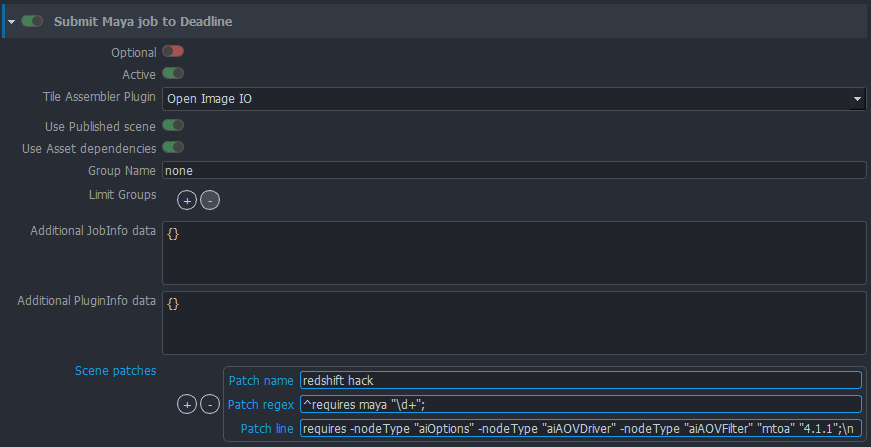 Submit Maya job to Deadline
Optional
Active
Tile Assembler Plugin Open Image IO
Use Published scene
Use Asset dependencies
Group Name none
Limit Groups + -
Additional JobInfo data {}
Additional PluginInfo data {}
Scene patches
Patch name redshift hack
+ - Patch regex ^requires maya "\d+";
Patch line requires -nodeType "aiOptions" -nodeType "aiAOVDriver" -nodeType "aiAOVFilter" "mtoa" "4.1.1";\n